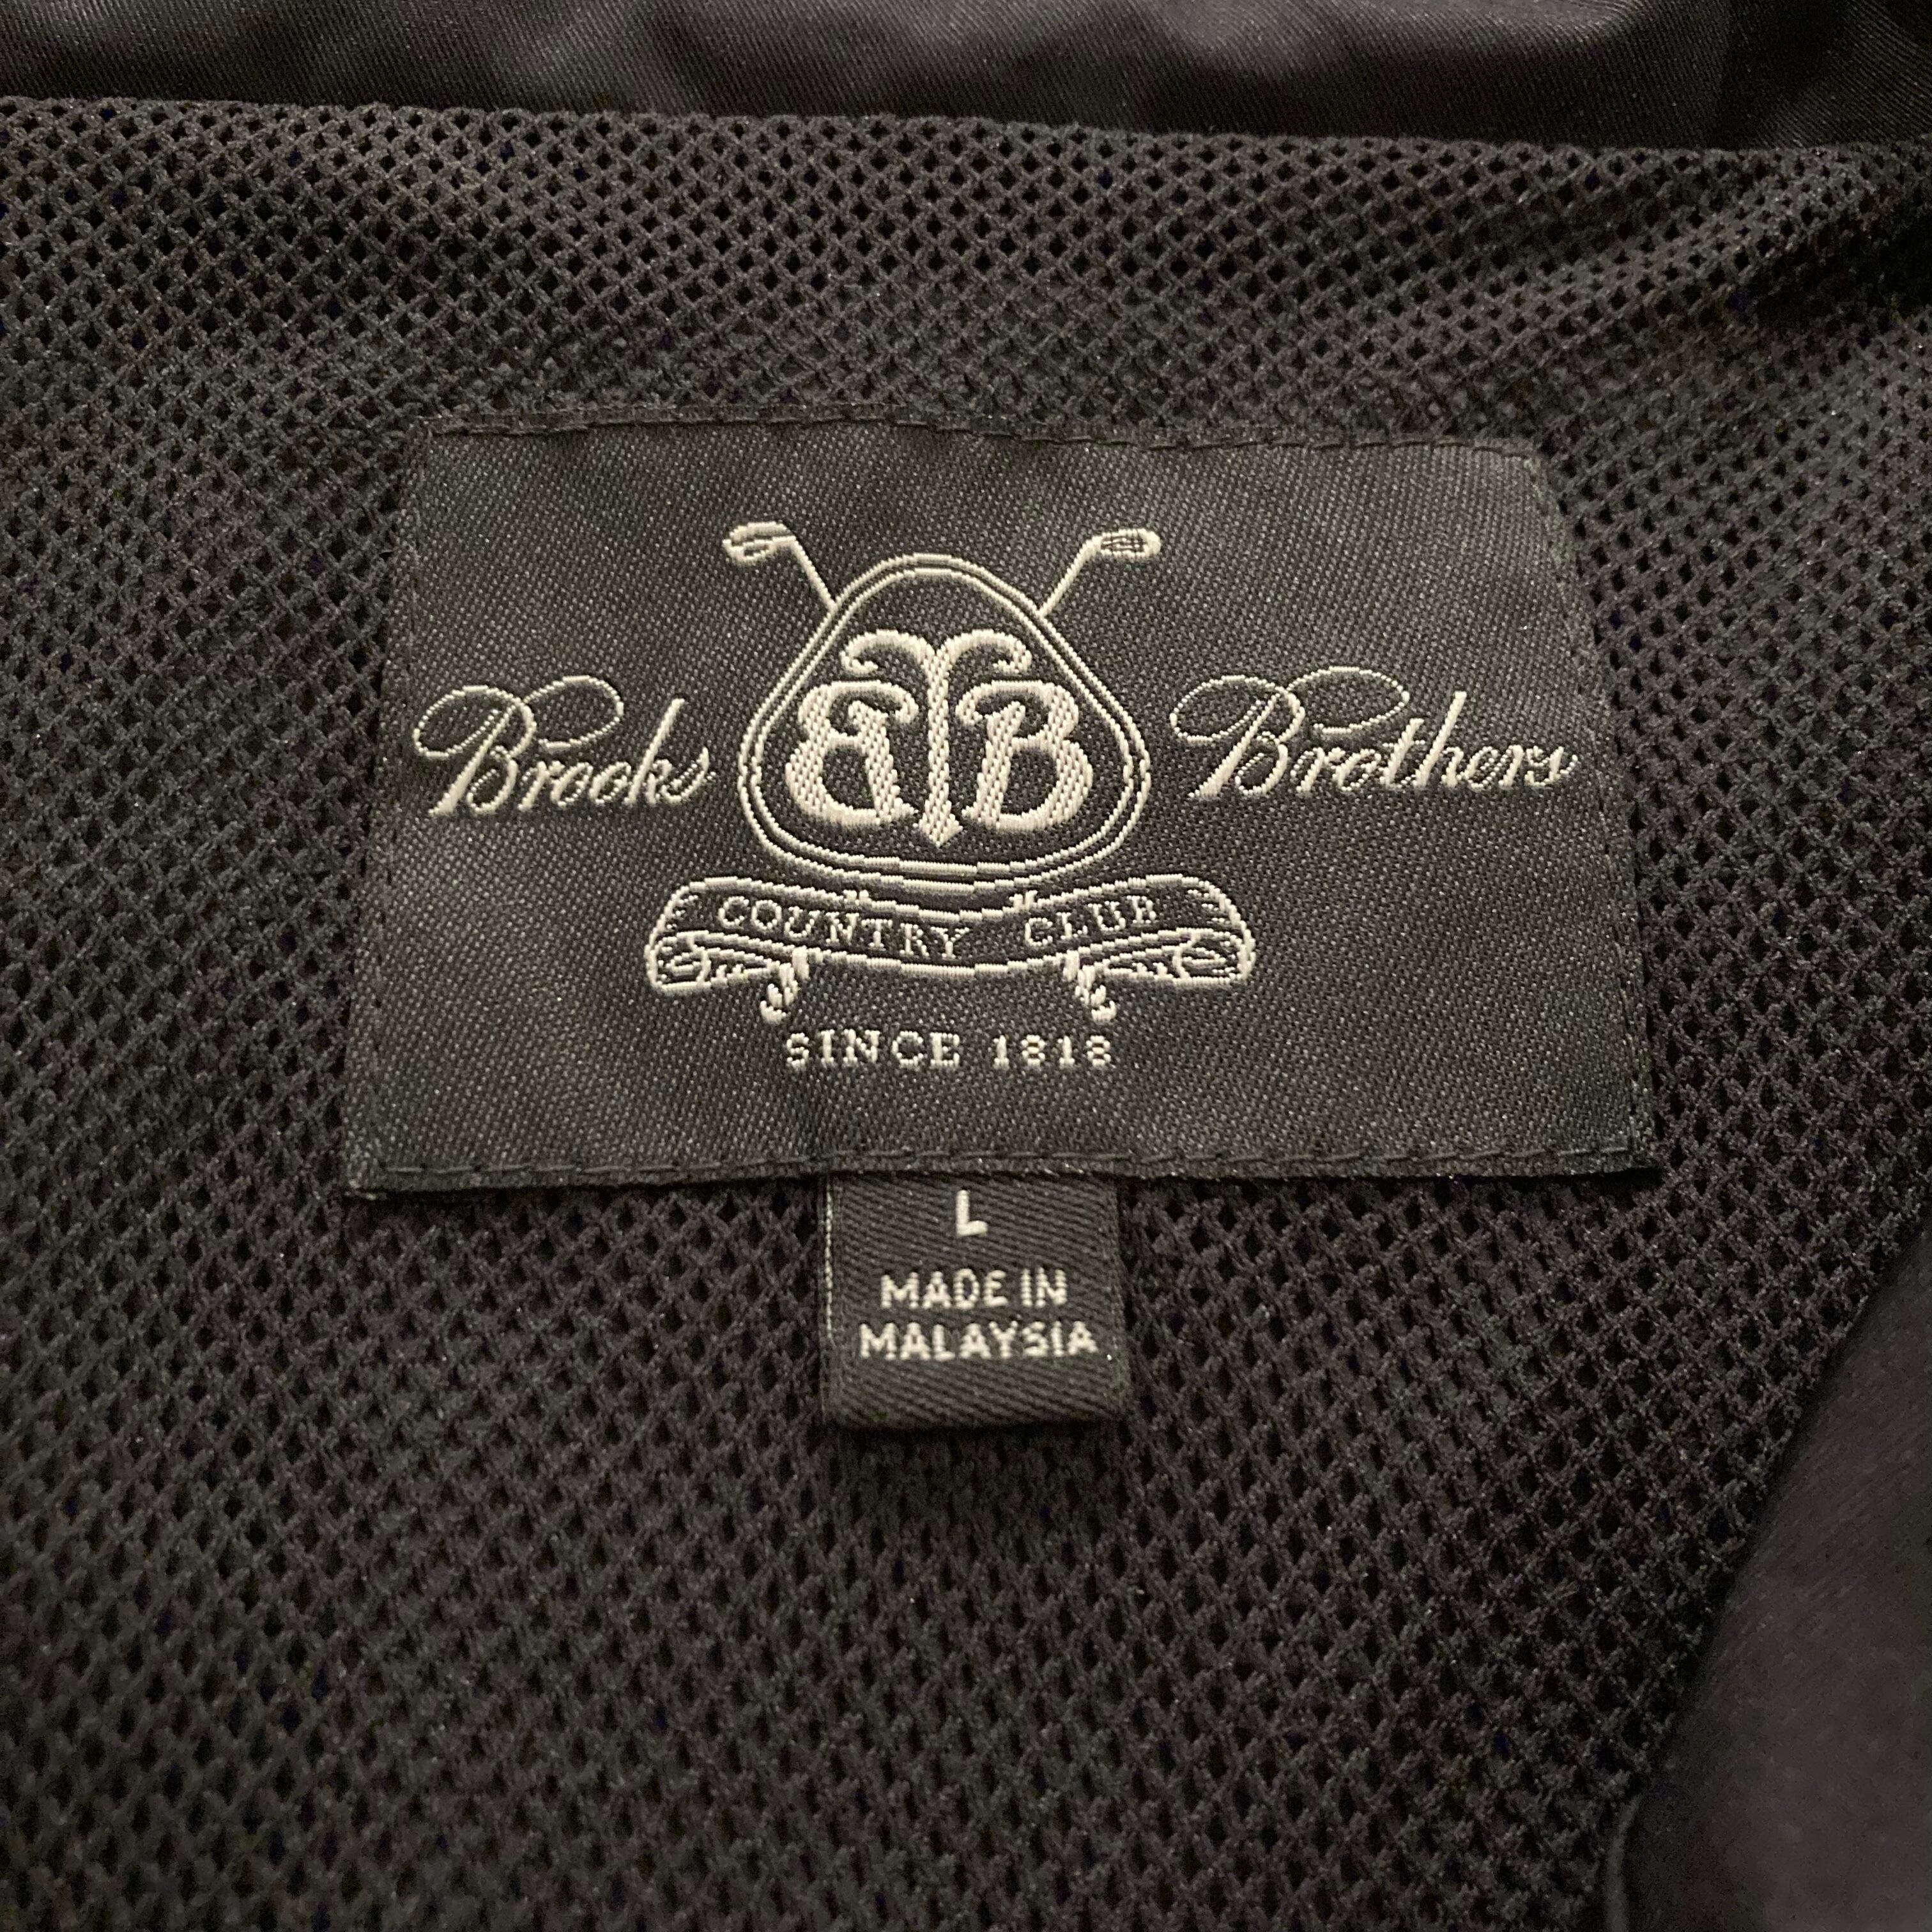 Brooks BB Brothers
COUNTRY CLUB
SINCE 1818
L
MADE IN
MALAYSIA